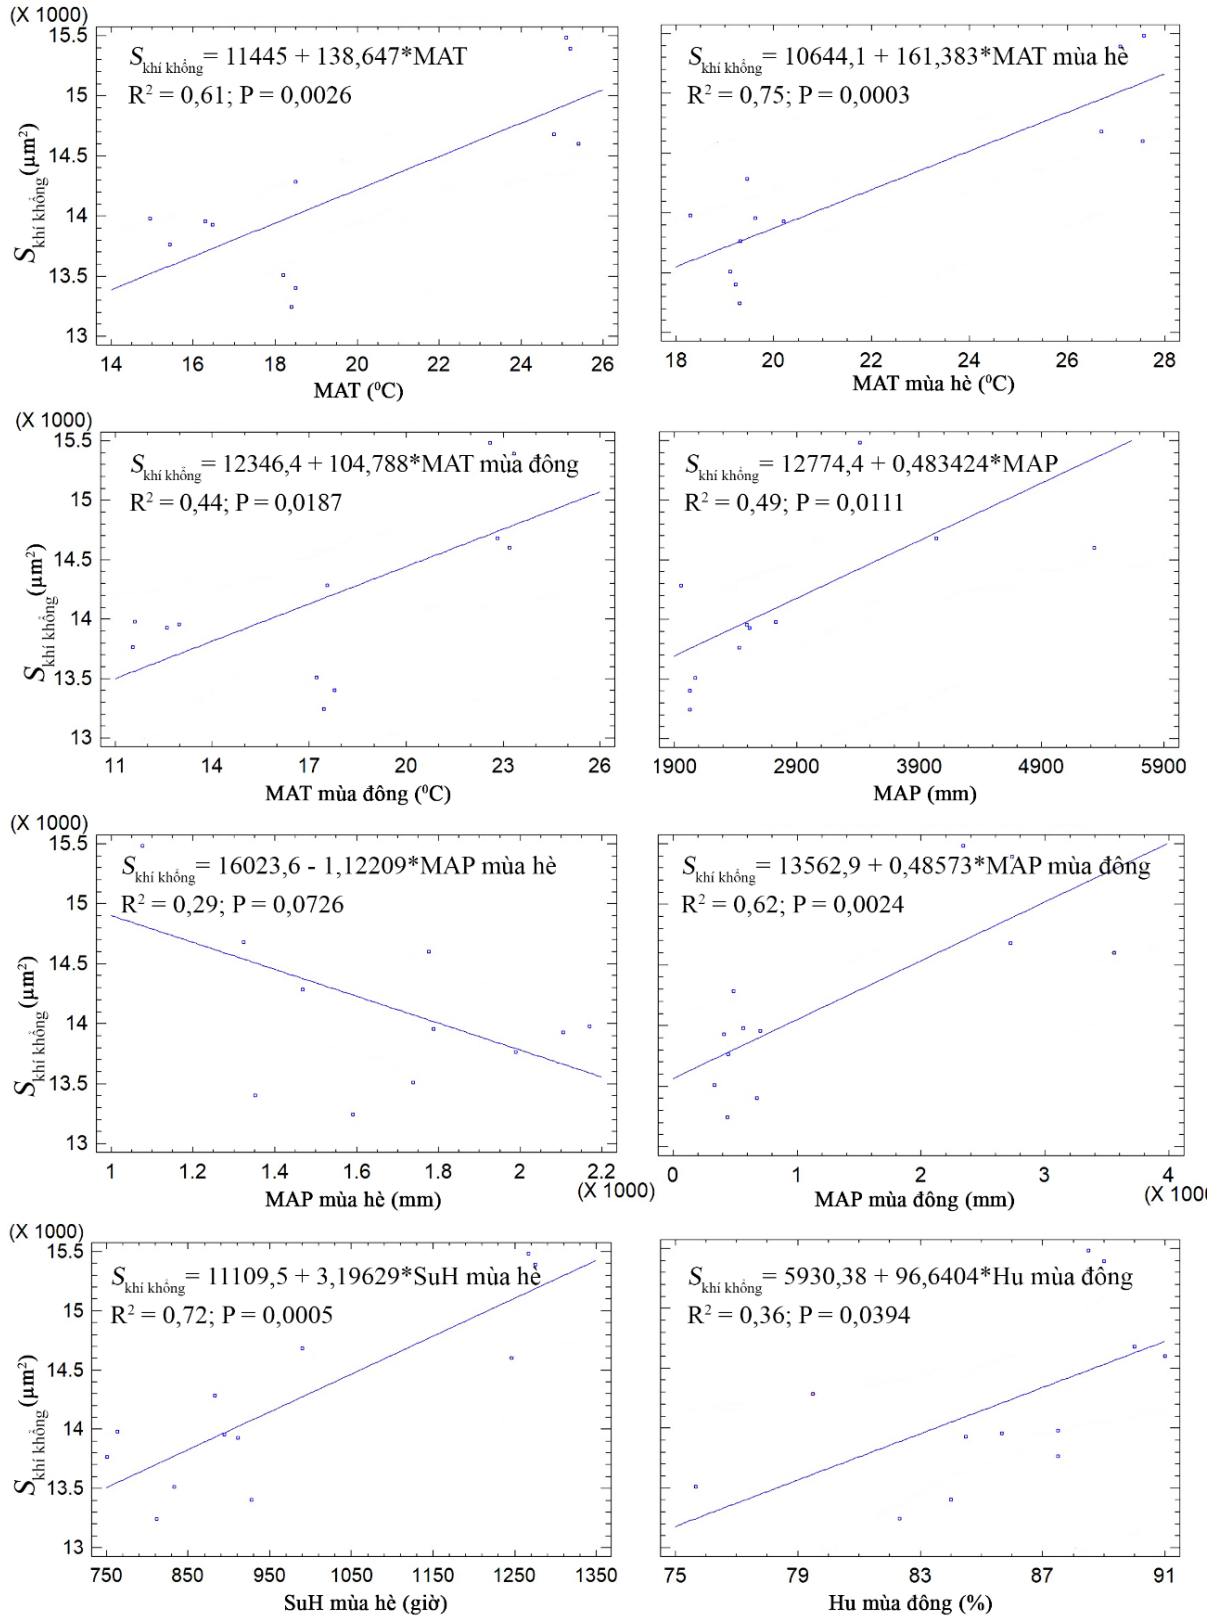 (X 1000)
S khí khổng = 11445 + 138,647*MAT
R² = 0,61; P = 0,0026
S khí khổng (μm²)
15.5
15
14.5
14
13.5
13
14 16 18 20 22 24 26
MAT (⁰C)
S khí khổng = 10644,1 + 161,383*MAT mùa hè
R² = 0,75; P = 0,0003
18 20 22 24 26 28
MAT mùa hè (⁰C)
(X 1000)
S khí khổng = 12346,4 + 104,788*MAT mùa đông
R² = 0,44; P = 0,0187
S khí khổng (μm²)
15.5
15
14.5
14
13.5
13
11 14 17 20 23 26
MAT mùa đông (⁰C)
S khí khổng = 12774,4 + 0,483424*MAP
R² = 0,49; P = 0,0111
1900 2900 3900 4900 5900
MAP (mm)
(X 1000)
S khí khổng = 16023,6 - 1,12209*MAP mùa hè
R² = 0,29; P = 0,0726
S khí khổng (μm²)
15.5
15
14.5
14
13.5
13
1 1.2 1.4 1.6 1.8 2 2.2
(X 1000)
MAP mùa hè (mm)
S khí khổng = 13562,9 + 0,48573*MAP mùa đông
R² = 0,62; P = 0,0024
0 1 2 3 4
(X 1000
MAP mùa đông (mm)
(X 1000)
S khí khổng = 11109,5 + 3,19629*SuH mùa hè
R² = 0,72; P = 0,0005
S khí khổng (μm²)
15.5
15
14.5
14
13.5
13
750 850 950 1050 1150 1250 1350
SuH mùa hè (giờ)
S khí khổng = 5930,38 + 96,6404*Hu mùa đông
R² = 0,36; P = 0,0394
75 79 83 87 91
Hu mùa đông (%)